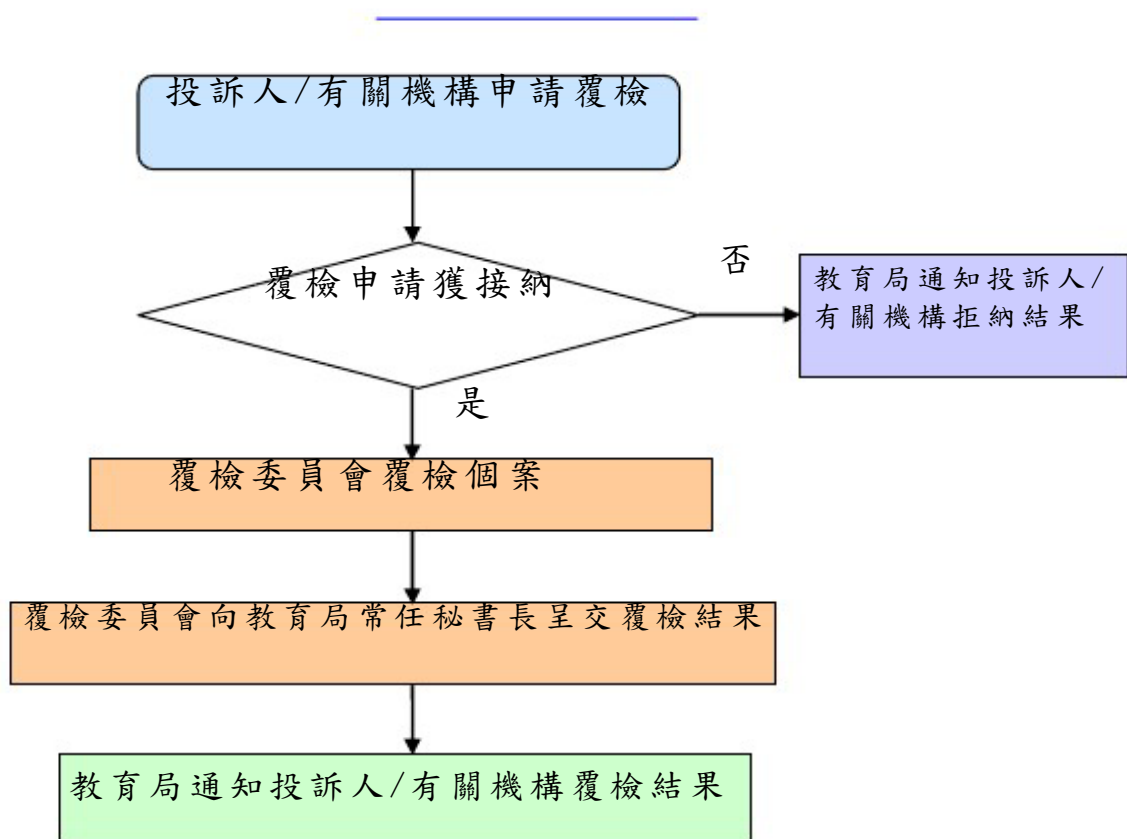 投訴人/有關機構申請覆檢
覆檢申請獲接納
否
教育局通知投訴人/
有關機構拒納結果
是
覆檢委員會覆檢個案
覆檢委員會向教育局常任秘書長呈交覆檢結果
教育局通知投訴人/有關機構覆檢結果